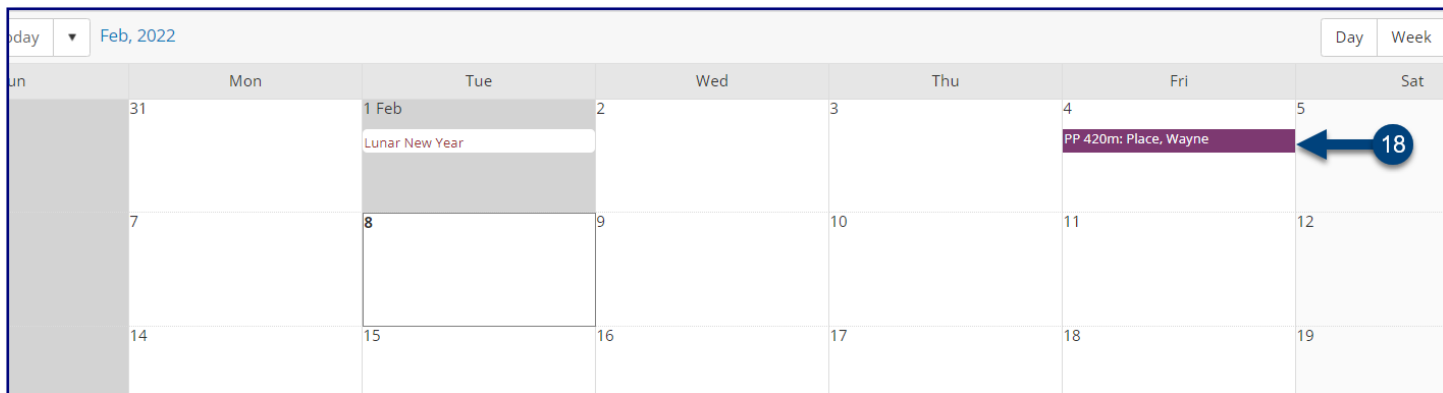 oday ▼ Feb, 2022 Day Week
un Mon Tue Wed Thu Fri Sat
31 1 Feb 2 3 4 5
Lunar New Year PP 420m: Place, Wayne 18
7 8 9 10 11 12
14 15 16 17 18 19